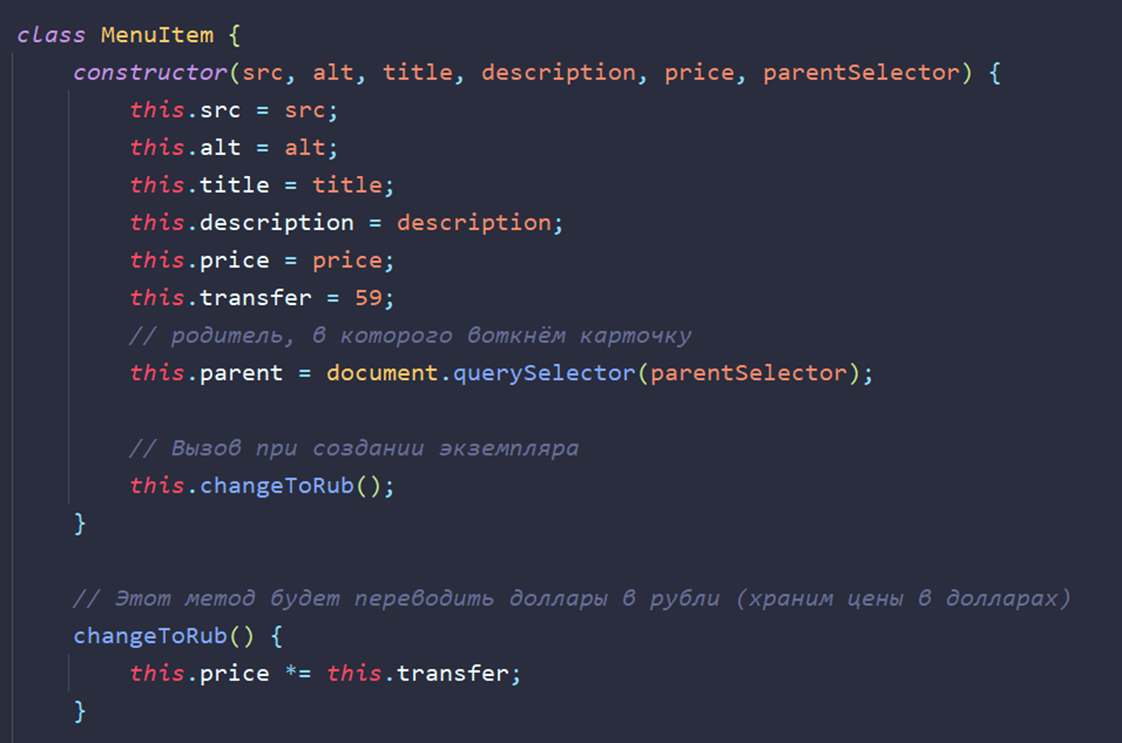 class MenuItem {
constructor(src, alt, title, description, price, parentSelector) {
this.src = src;
this.alt = alt;
this.title = title;
this.description = description;
this.price = price;
this.transfer = 59;
// родитель, в которого воткнём карточку
this.parent = document.querySelector(parentSelector);
// Вызов при создании экземпляра
this.changeToRub();
}
// Этот метод будет переводить доллары в рубли (храним цены в долларах)
changeToRub() {
this.price *= this.transfer;
}